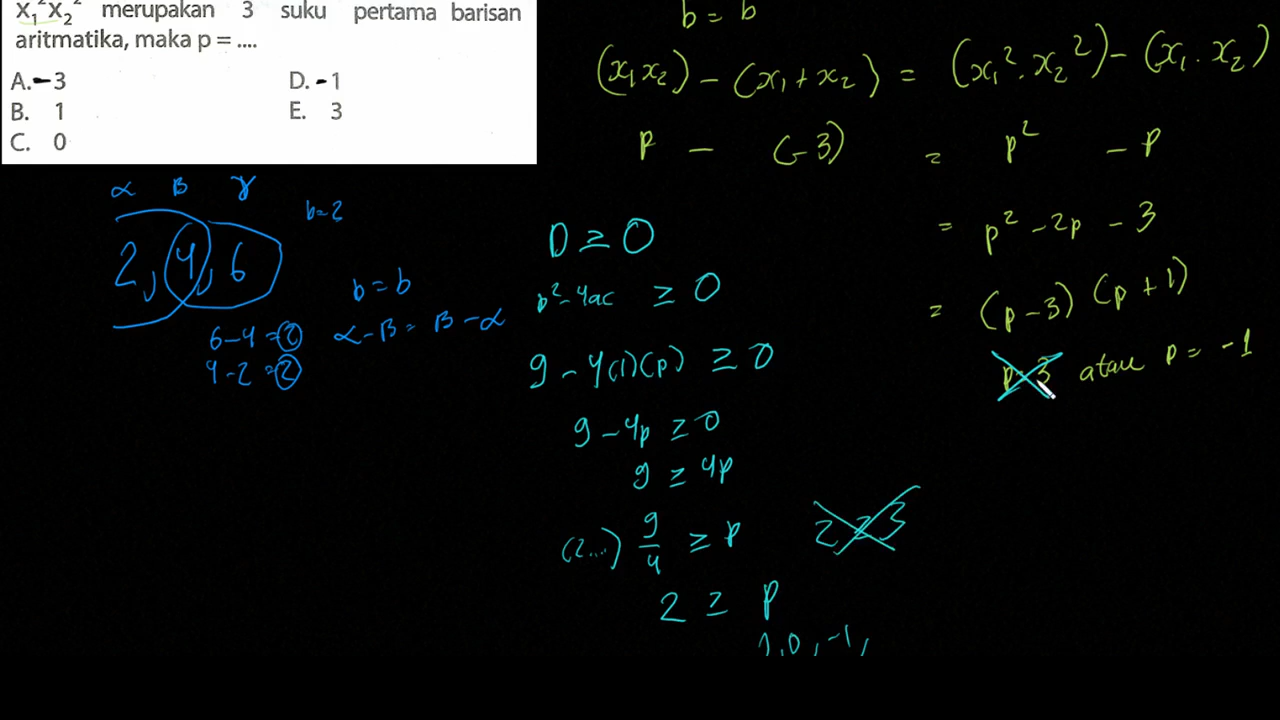 x₁²x₂² merupakan 3 suku pertama barisan
aritmatika, maka p = ....
A. -3
B. 1
C. 0
D. -1
E. 3
b = b
(x₁x₂) - (x₁+x₂) = (x₁².x₂²) - (x₁.x₂)
p - (-3) = p² - p
= p² - 2p - 3
= (p-3) (p+1)
p=3 atau p = -1
α B γ
2, 4, 6
b=2
b = b
6-4 = 2
4-2 = 2
α-B = B-α
D ≥ 0
b²-4ac ≥ 0
9 - 4(1)(p) ≥ 0
9 - 4p ≥ 0
9 ≥ 4p
(2...) 9/4 ≥ p
2 ≥ 3
2 ≥ p
1, 0, -1,